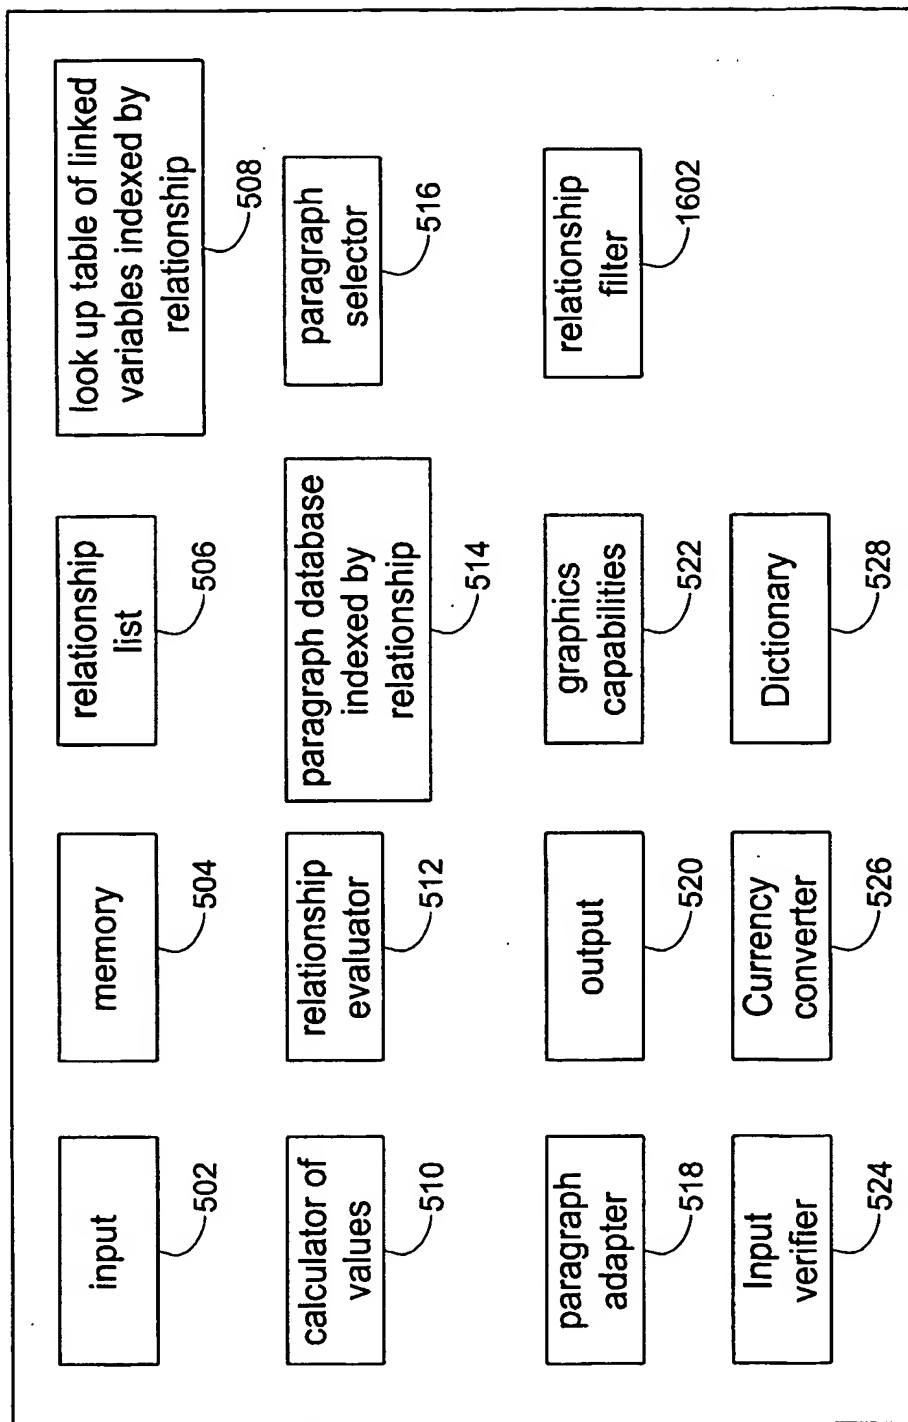 input
502
memory
504
relationship
list
506
look up table of linked
variables indexed by
relationship
508
calculator of
values
510
relationship
evaluator
512
paragraph database
indexed by
relationship
514
paragraph
selector
516
paragraph
adapter
518
output
520
graphics
capabilities
522
relationship
filter
1602
Input
verifier
524
Currency
converter
526
Dictionary
528